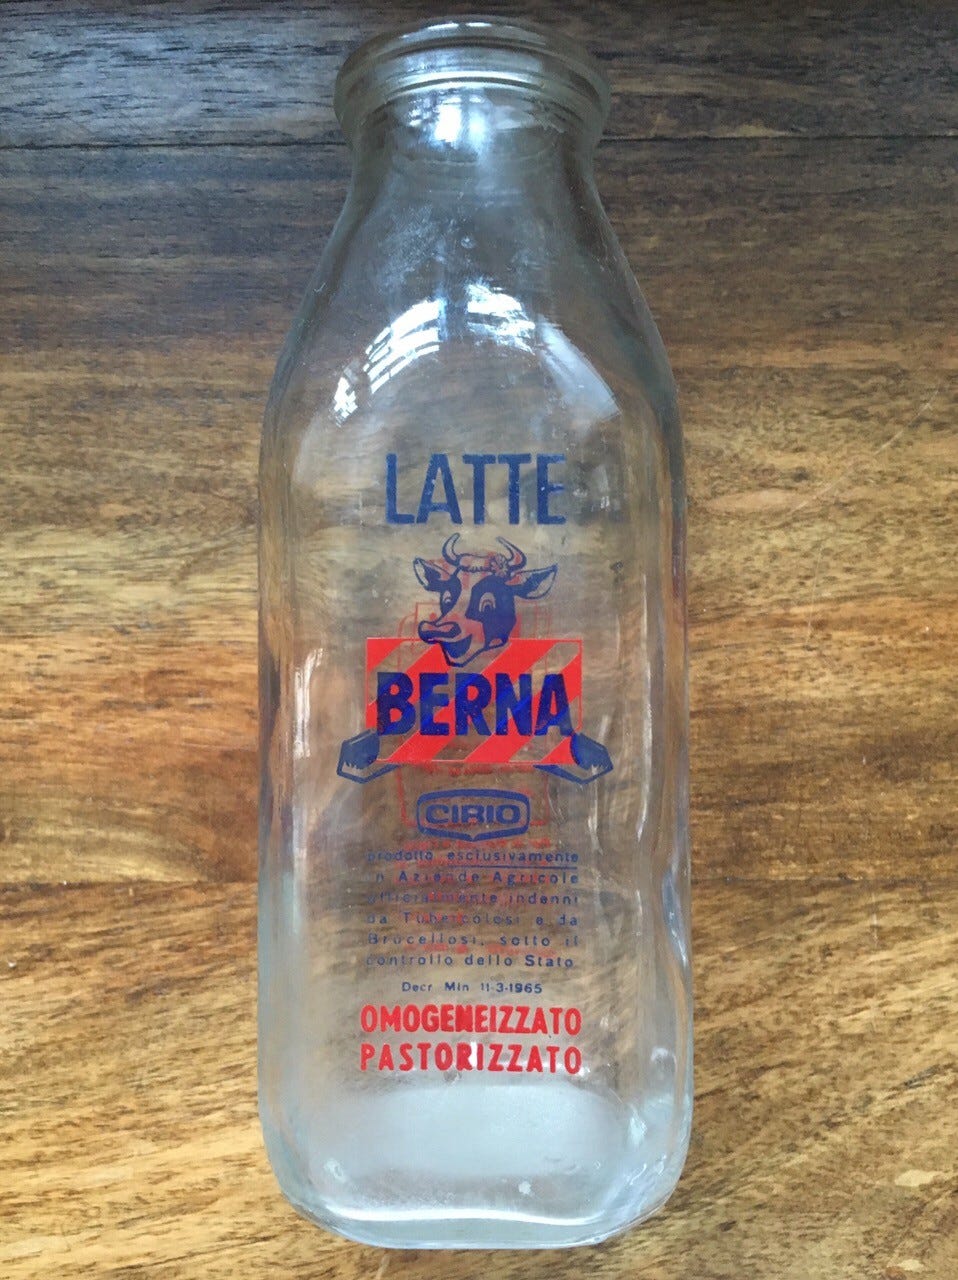 LATTE
BERNA
CIRIO
prodotto esclusivamente
in Aziende Agricole
ufficialmente indenni
da Tubercolosi e da
Brucellosi, sotto il
controllo dello Stato
Decr Min 11-3-1965
OMOGENEIZZATO
PASTORIZZATO